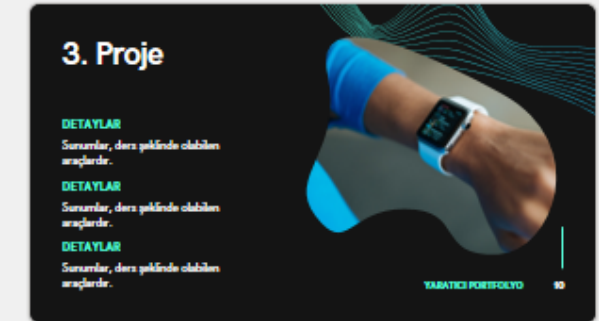 3. Proje
DETAYLAR
Sunumlar, ders şeklinde olabilen
araçlardır.
DETAYLAR
Sunumlar, ders şeklinde olabilen
araçlardır.
DETAYLAR
Sunumlar, ders şeklinde olabilen
araçlardır.
YARATICI PORTFOLYO
10